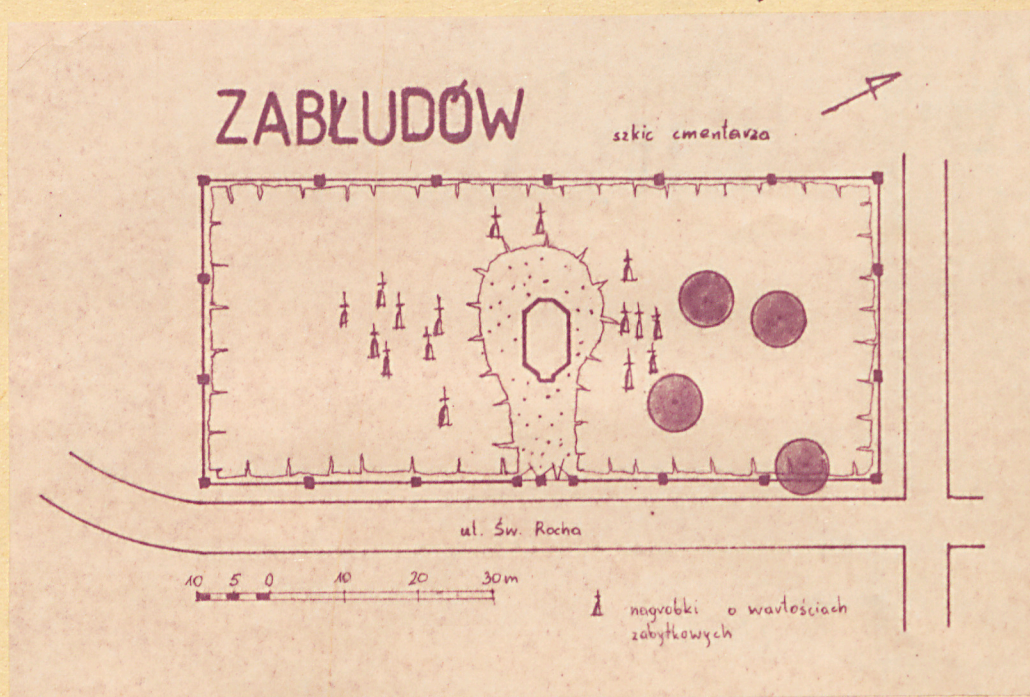 ZABŁUDÓW
szkic cmentarza
ul. Św. Rocha
10 5 0 10 20 30m
nagrobki o wartościach
zabytkowych